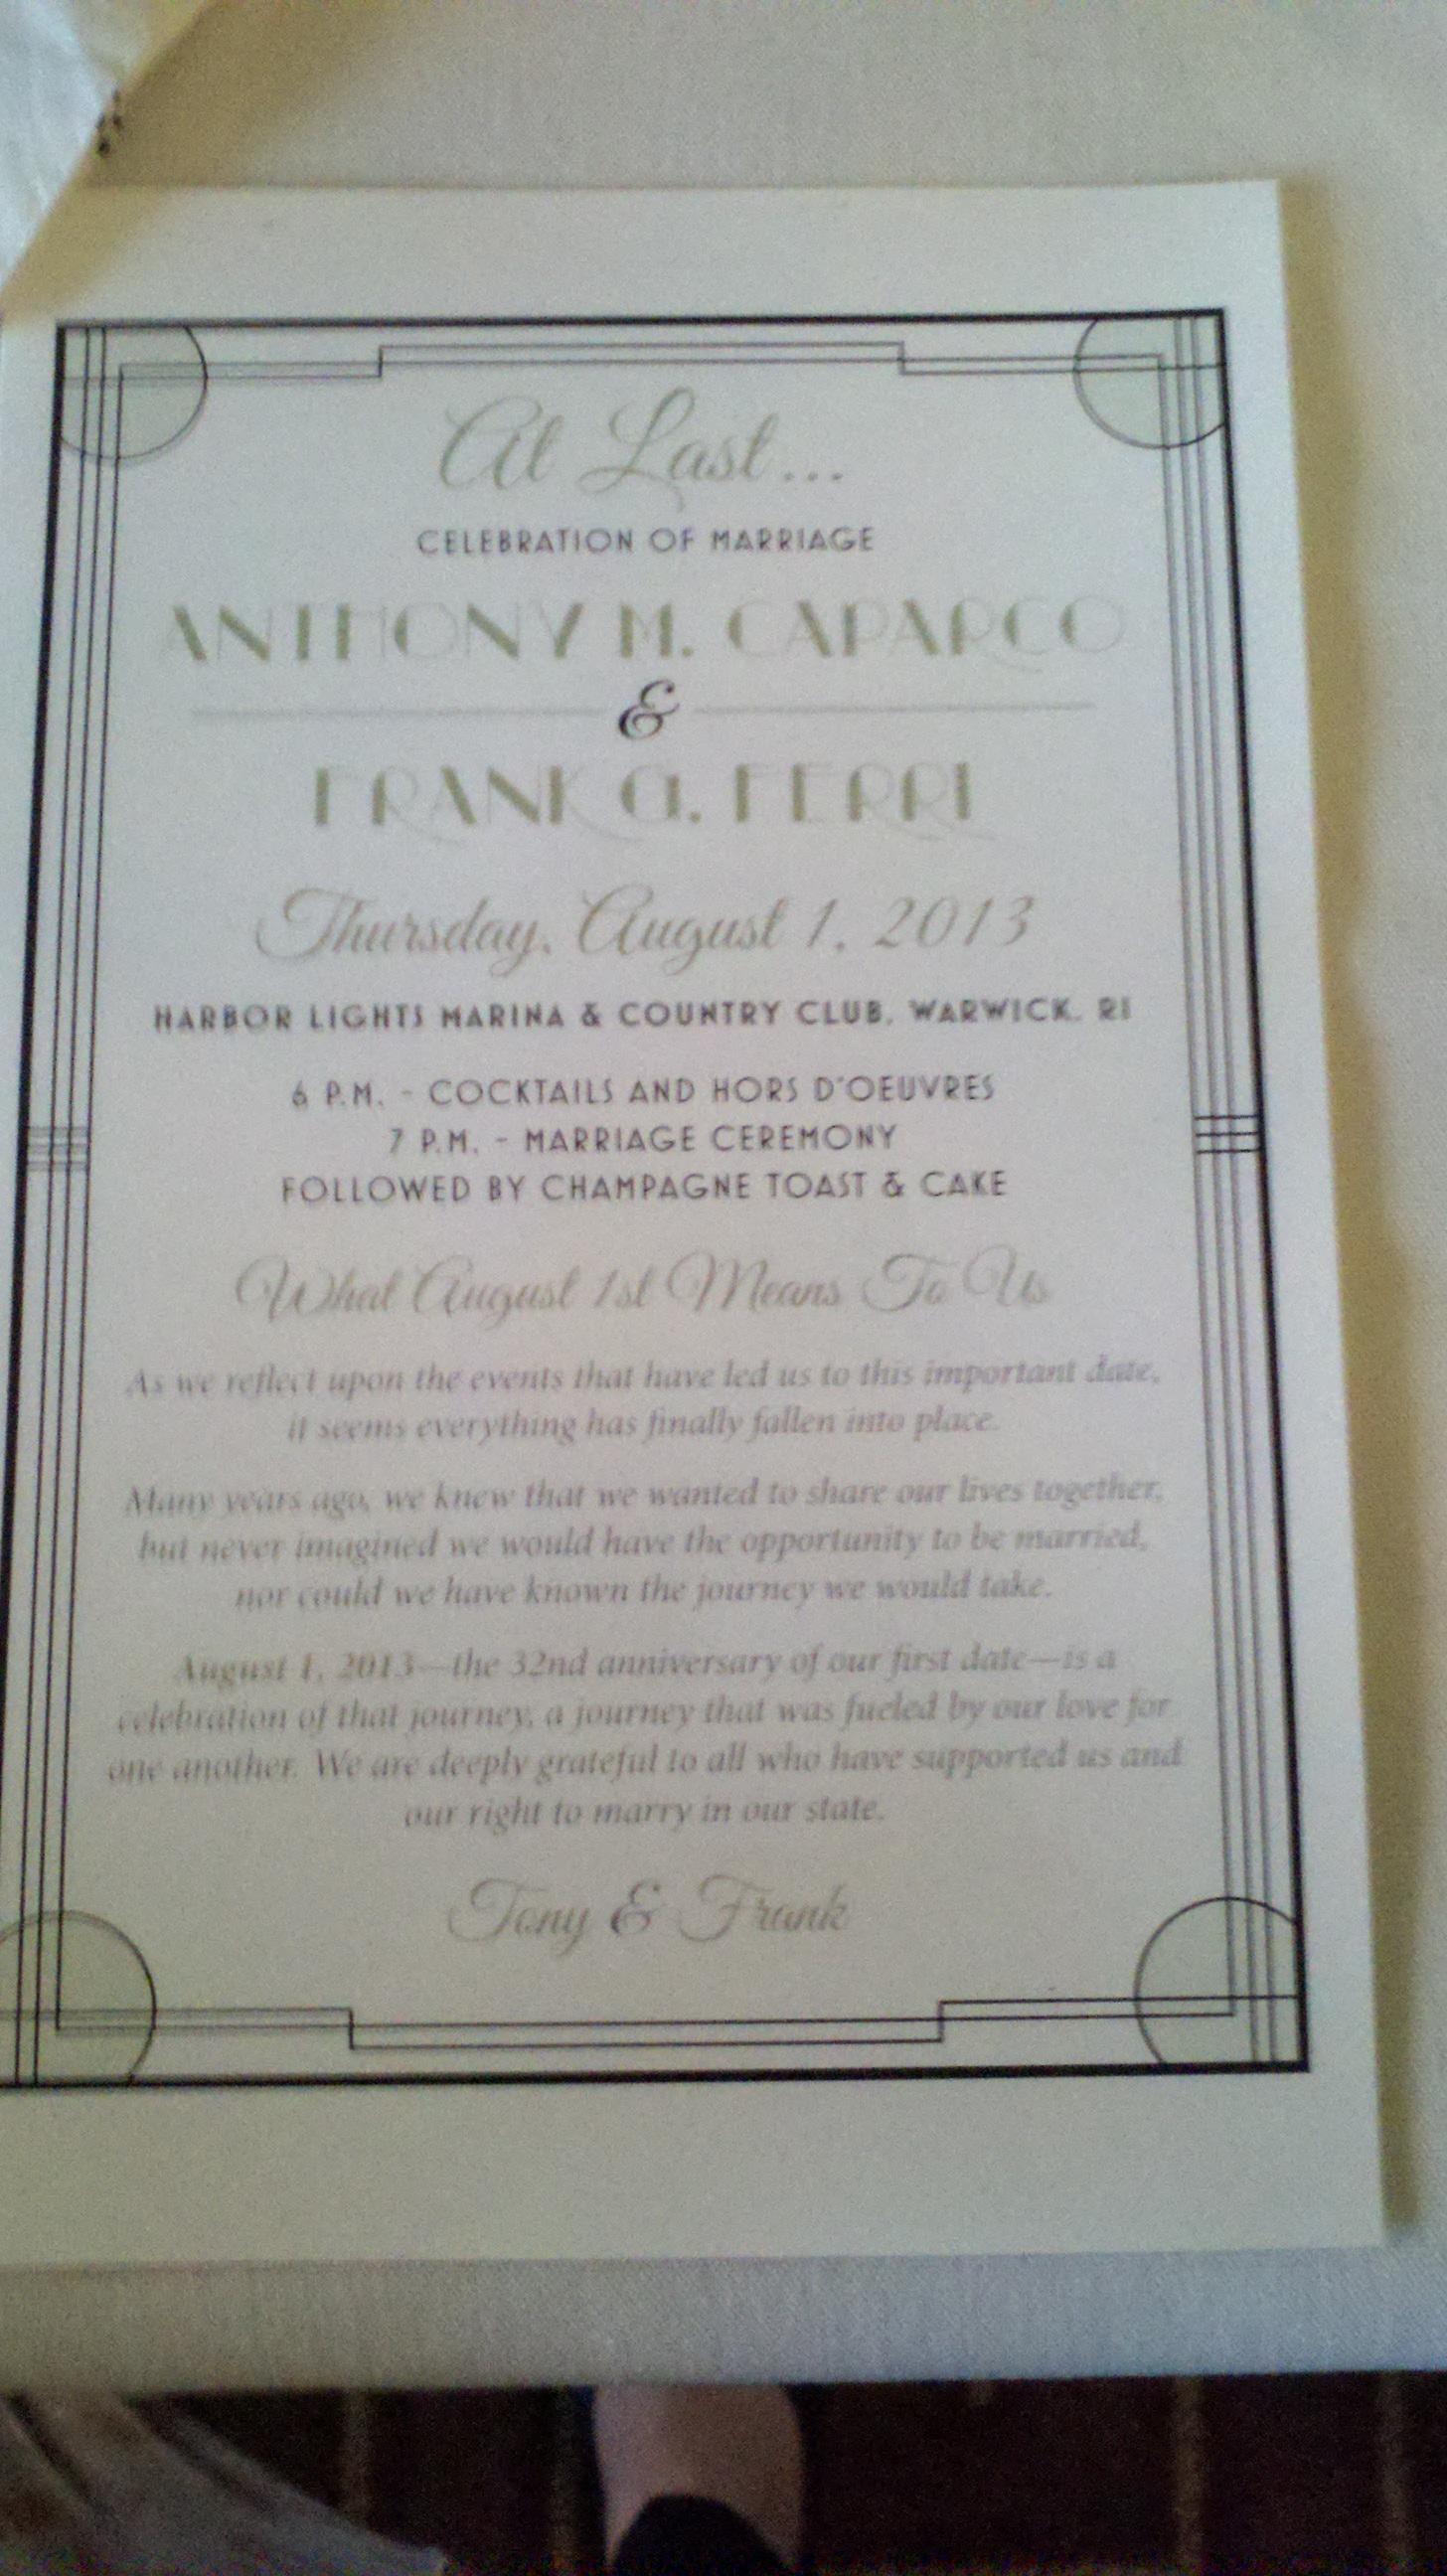 At Last...
CELEBRATION OF MARRIAGE
ANTHONY M. CAPARCO
&
FRANK G. FERRI
Thursday, August 1, 2013
HARBOR LIGHTS MARINA & COUNTRY CLUB, WARWICK, RI
6 P.M. - COCKTAILS AND HORS D'OEUVRES
7 P.M. - MARRIAGE CEREMONY
FOLLOWED BY CHAMPAGNE TOAST & CAKE
What August 1st Means To Us
As we reflect upon the events that have led us to this important date,
it seems everything has finally fallen into place.
Many years ago, we knew that we wanted to share our lives together,
but never imagined we would have the opportunity to be married,
nor could we have known the journey we would take.
August 1, 2013—the 32nd anniversary of our first date—is a
celebration of that journey, a journey that was fueled by our love for
one another. We are deeply grateful to all who have supported us and
our right to marry in our state.
Tony & Frank